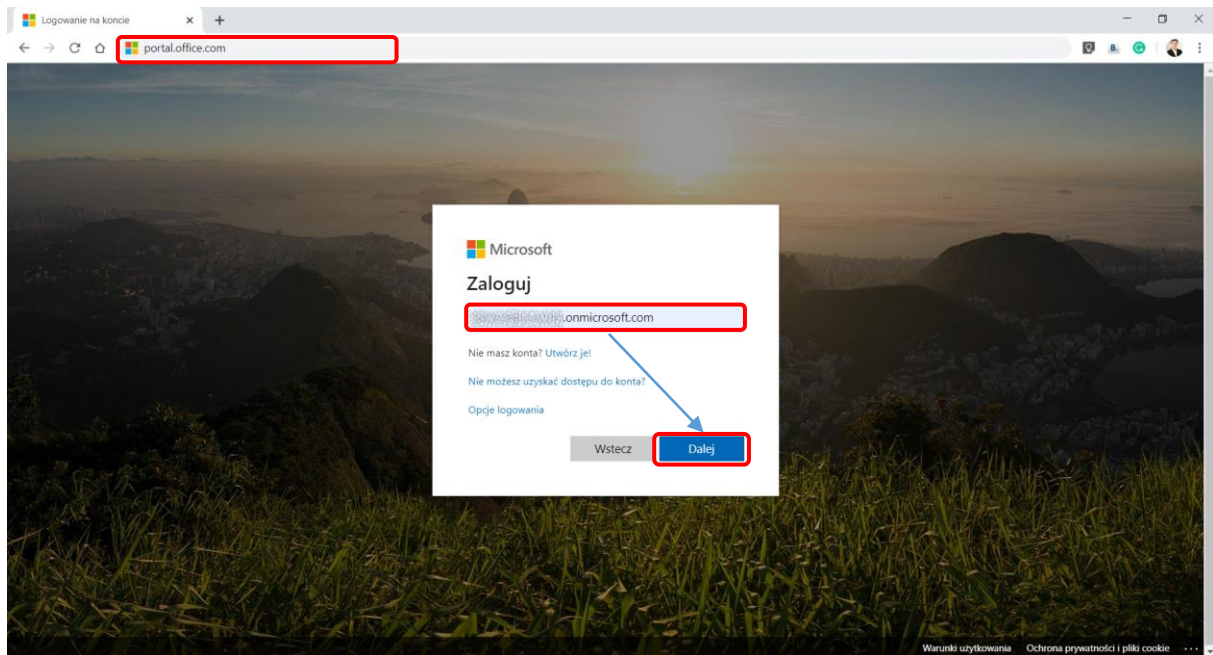 Logowanie na koncie
portal.office.com
B.
Microsoft
Zaloguj
.onmicrosoft.com
Nie masz konta? Utwórz je!
Nie możesz uzyskać dostępu do konta?
Opcje logowania
Wstecz Dalej
Warunki użytkowania Ochrona prywatności i pliki cookie